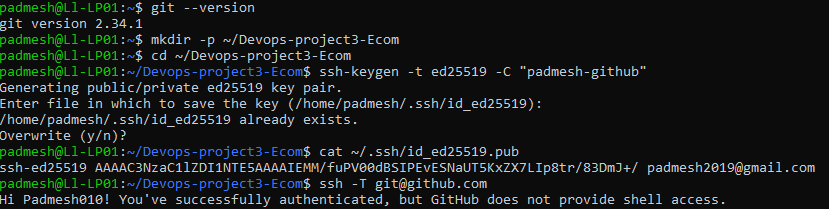 padmesh@Ll-LP01:~$ git --version
git version 2.34.1
padmesh@Ll-LP01:~$ mkdir -p ~/Devops-project3-Ecom
padmesh@Ll-LP01:~$ cd ~/Devops-project3-Ecom
padmesh@Ll-LP01:~/Devops-project3-Ecom$ ssh-keygen -t ed25519 -C "padmesh-github"
Generating public/private ed25519 key pair.
Enter file in which to save the key (/home/padmesh/.ssh/id_ed25519):
/home/padmesh/.ssh/id_ed25519 already exists.
Overwrite (y/n)?
padmesh@Ll-LP01:~/Devops-project3-Ecom$ cat ~/.ssh/id_ed25519.pub
ssh-ed25519 AAAAC3NzaC1lZDI1NTE5AAAAIEMM/fuPV00dBSIPEvESNaUT5KxZX7LIp8tr/83DmJ+/ padmesh2019@gmail.com
padmesh@Ll-LP01:~/Devops-project3-Ecom$ ssh -T git@github.com
Hi Padmesh010! You've successfully authenticated, but GitHub does not provide shell access.